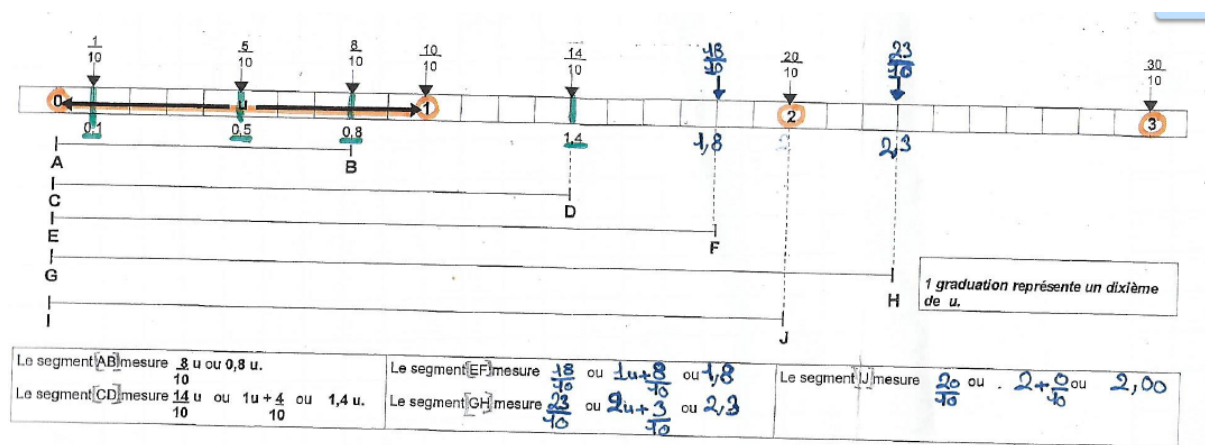 1/10 5/10 8/10 10/10 14/10 18/10 20/10 23/10 30/10
0 u 1 2 3
0,1 0,5 0,8 1,4 1,8 2,3
A B
C D
E F
G H
I J
1 graduation représente un dixième
de u.
Le segment [AB] mesure 8/10 u ou 0,8 u.
Le segment [CD] mesure 14/10 u ou 1u+4/10 ou 1,4 u.
Le segment [EF] mesure 18/10 ou 1u+8/10 ou 1,8
Le segment [GH] mesure 23/10 ou 2u+3/10 ou 2,3
Le segment [IJ] mesure 20/10 ou . 2+0/10 ou 2,00